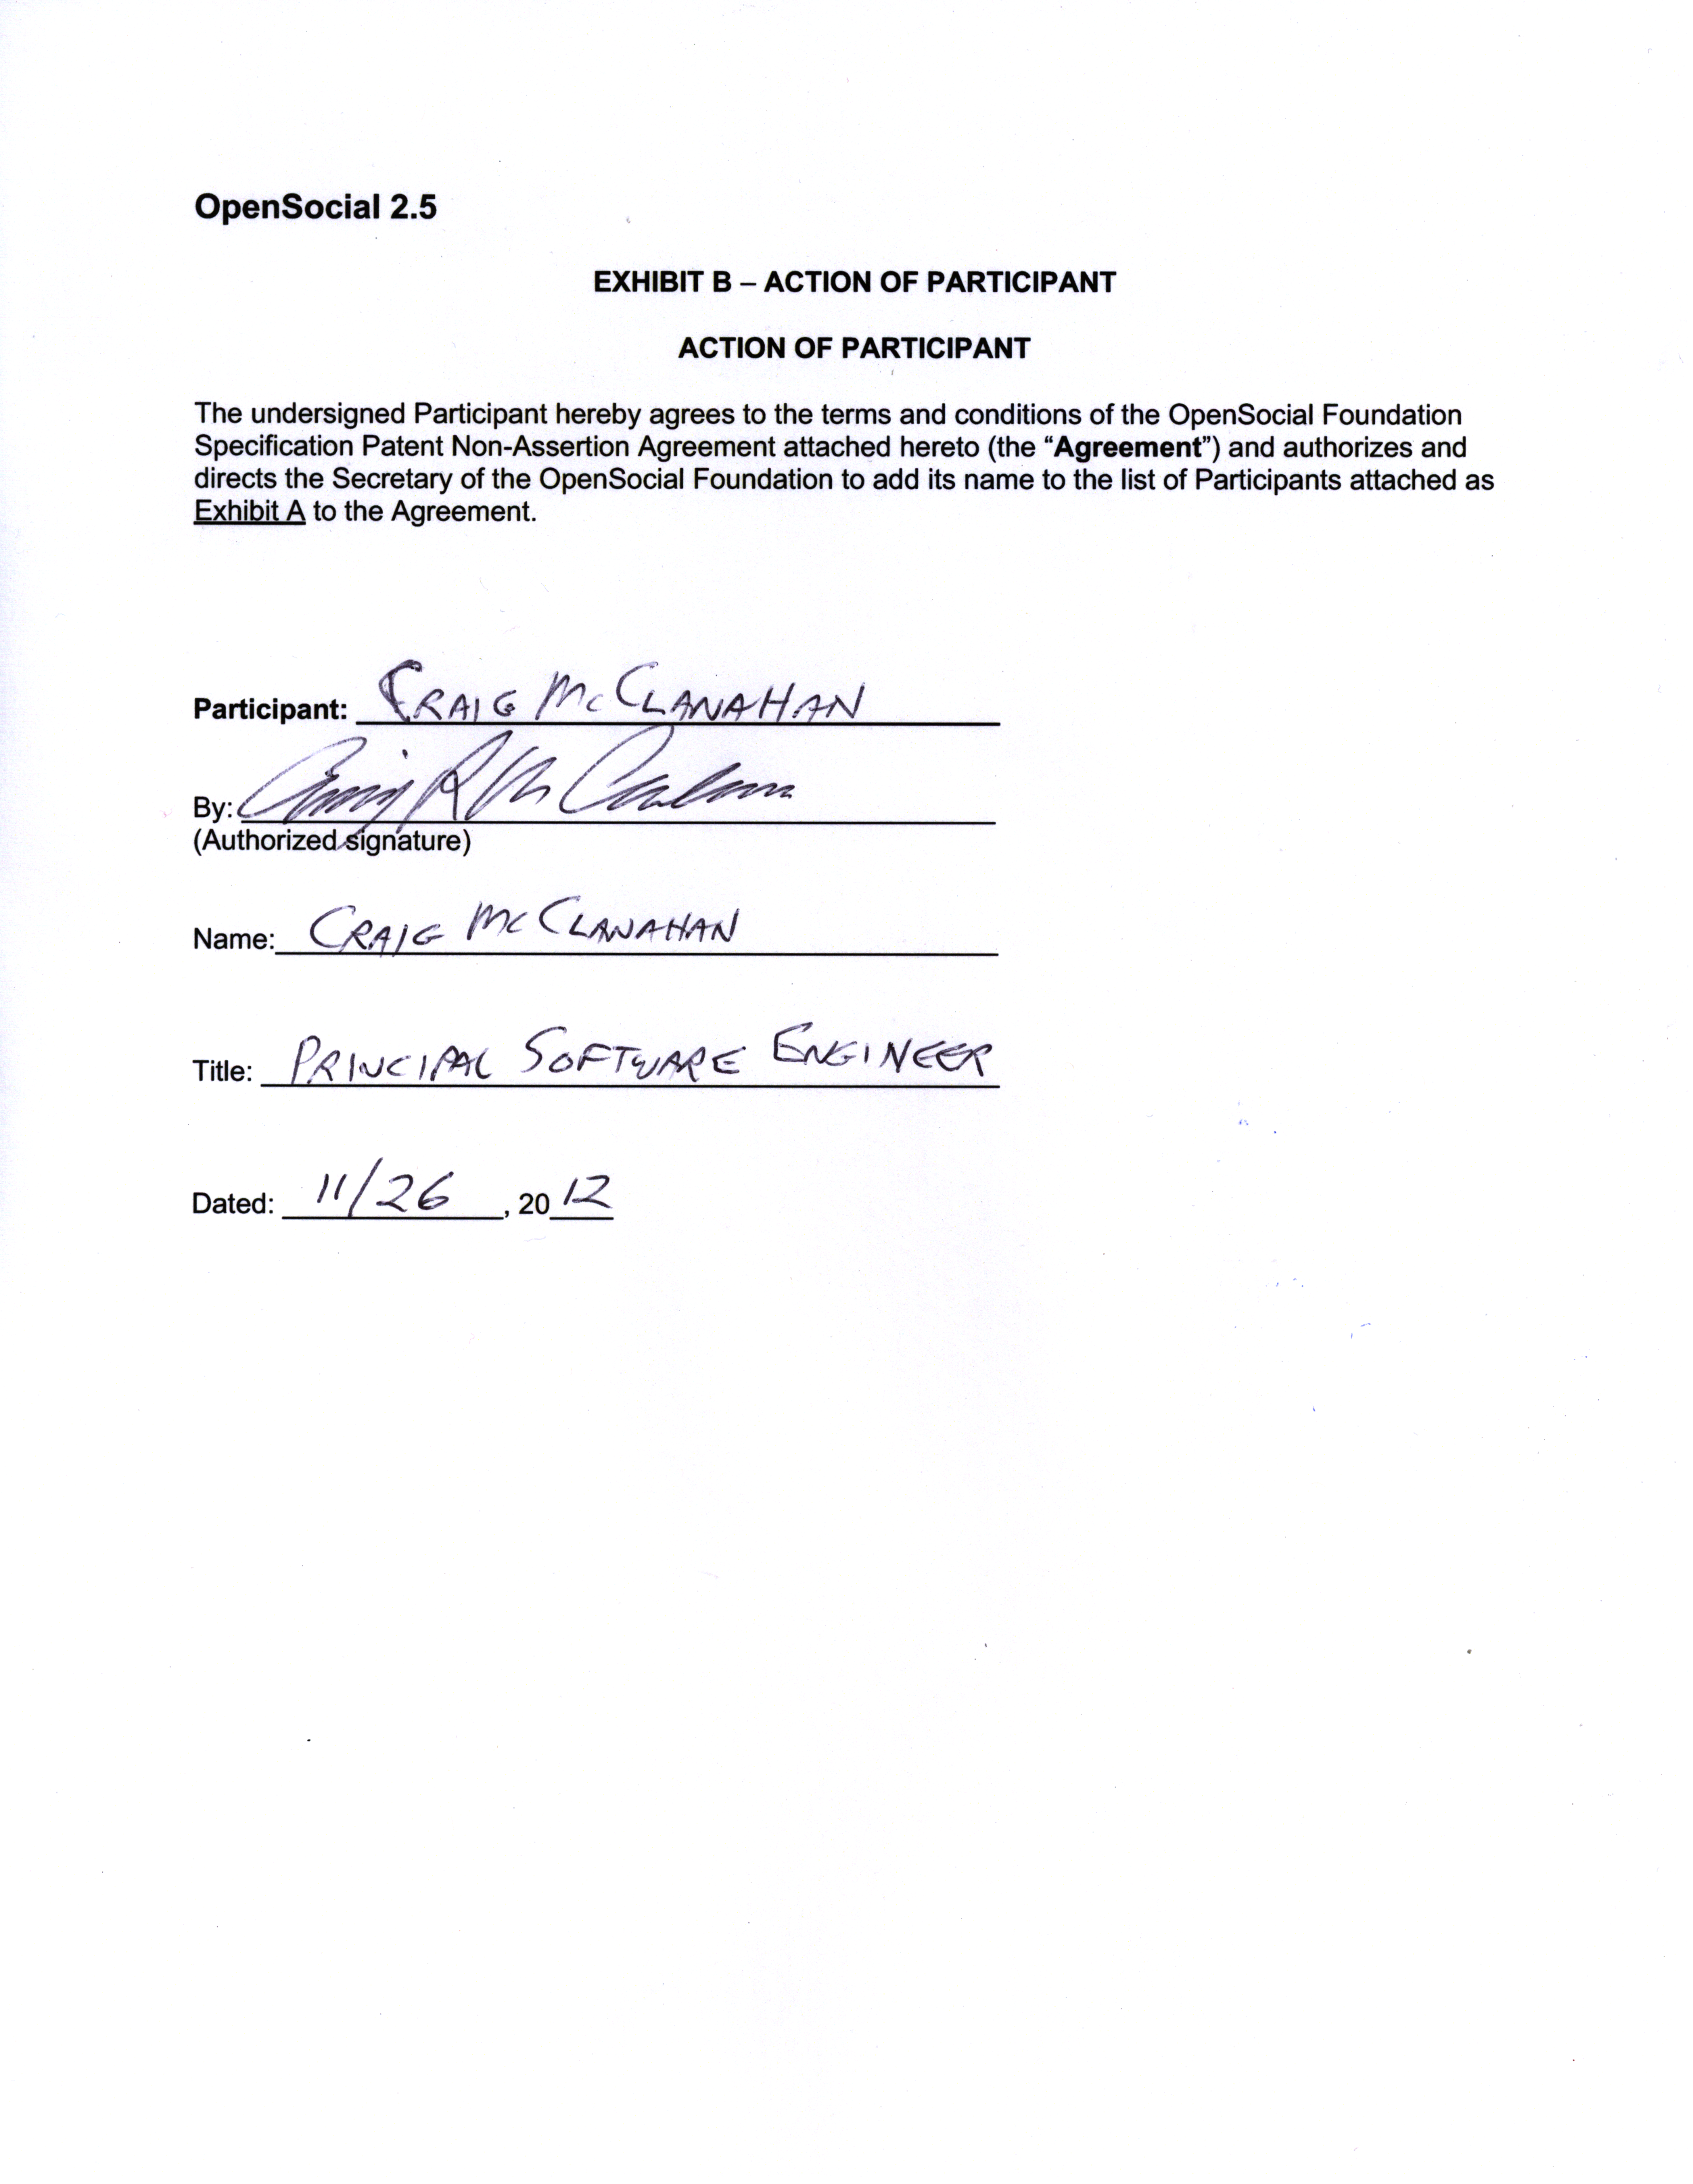 OpenSocial 2.5
EXHIBIT B – ACTION OF PARTICIPANT
ACTION OF PARTICIPANT
The undersigned Participant hereby agrees to the terms and conditions of the OpenSocial Foundation
Specification Patent Non-Assertion Agreement attached hereto (the “Agreement”) and authorizes and
directs the Secretary of the OpenSocial Foundation to add its name to the list of Participants attached as
Exhibit A to the Agreement.
Participant: CRAIG McCLANAHAN
By: Craig R McClanahan
(Authorized signature)
Name: CRAIG McCLANAHAN
Title: PRINCIPAL SOFTWARE ENGINEER
Dated: 11/26, 2012